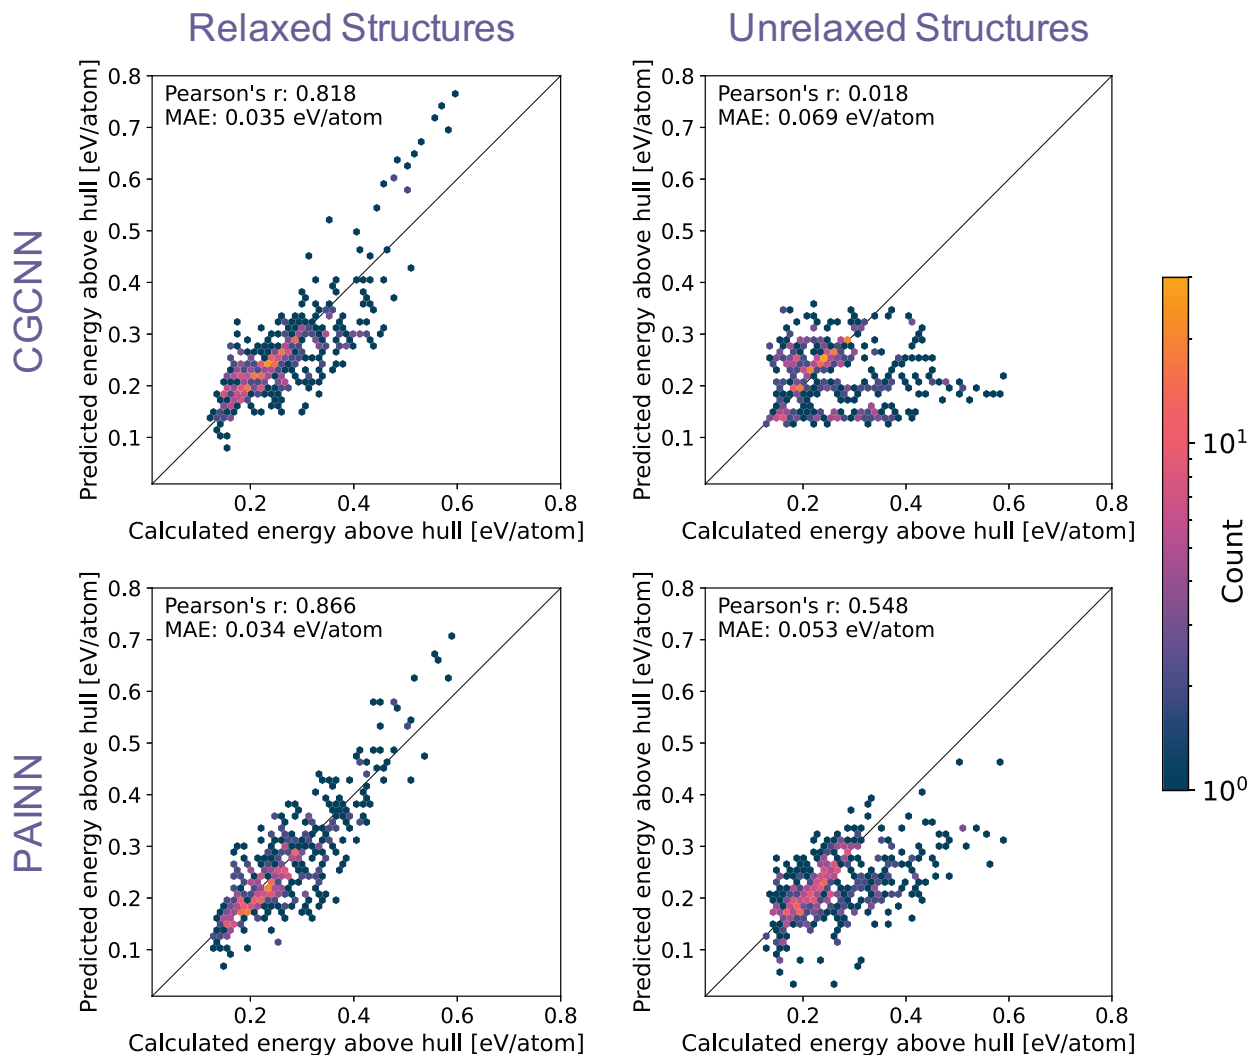 Relaxed Structures
Unrelaxed Structures
CGCNN
Predicted energy above hull [eV/atom]
0.8
0.7
0.6
0.5
0.4
0.3
0.2
0.1
Pearson's r: 0.818
MAE: 0.035 eV/atom
0.2 0.4 0.6 0.8
Calculated energy above hull [eV/atom]
Predicted energy above hull [eV/atom]
0.8
0.7
0.6
0.5
0.4
0.3
0.2
0.1
Pearson's r: 0.018
MAE: 0.069 eV/atom
0.2 0.4 0.6 0.8
Calculated energy above hull [eV/atom]
PAINN
Predicted energy above hull [eV/atom]
0.8
0.7
0.6
0.5
0.4
0.3
0.2
0.1
Pearson's r: 0.866
MAE: 0.034 eV/atom
0.2 0.4 0.6 0.8
Calculated energy above hull [eV/atom]
Predicted energy above hull [eV/atom]
0.8
0.7
0.6
0.5
0.4
0.3
0.2
0.1
Pearson's r: 0.548
MAE: 0.053 eV/atom
0.2 0.4 0.6 0.8
Calculated energy above hull [eV/atom]
10¹
10⁰
Count